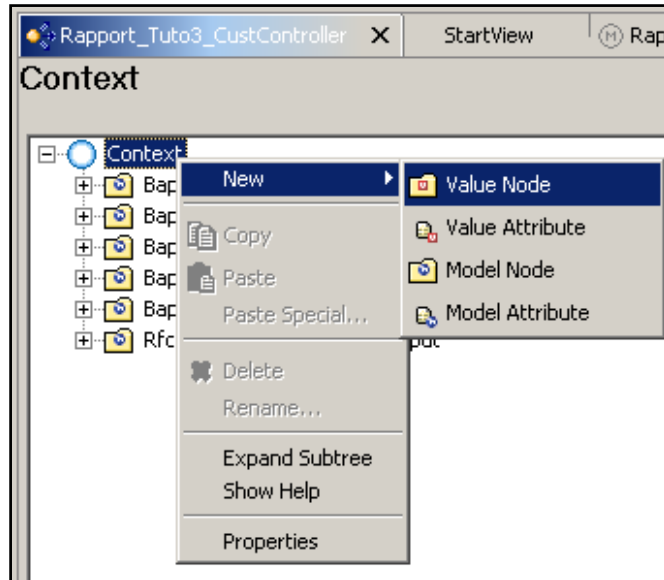 Rapport_Tuto3_CustController X StartView M Rap
Context
Context
Bap
New
Value Node
Bap
Value Attribute
Bap
Copy
Model Node
Bap
Paste
Model Attribute
Bap
Paste Special...
Rfc
put
Delete
Rename...
Expand Subtree
Show Help
Properties